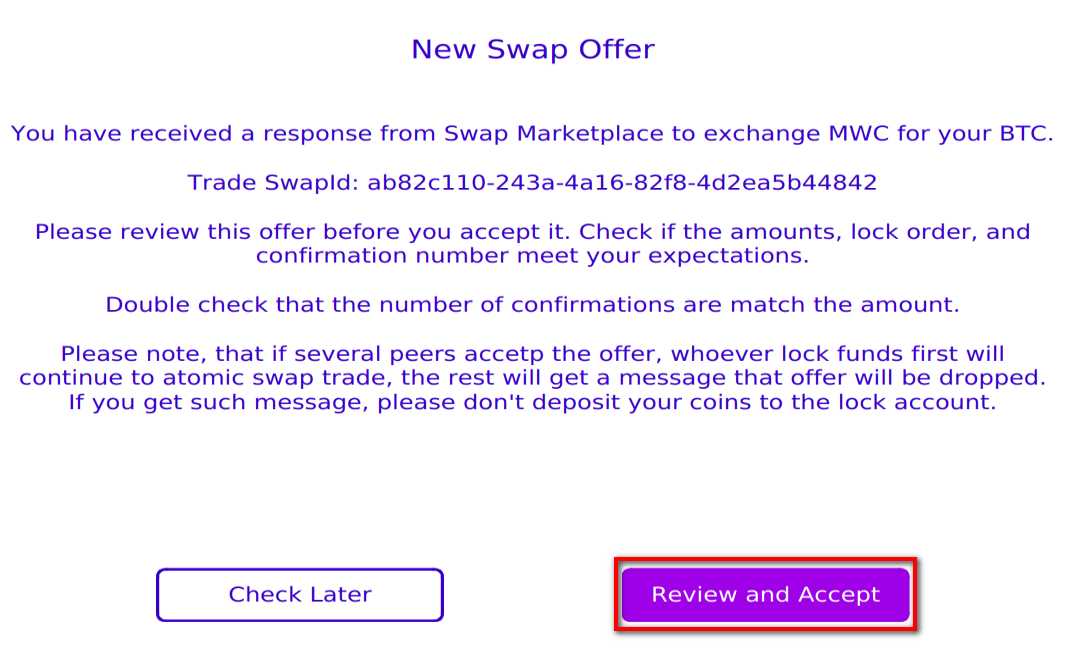 New Swap Offer
You have received a response from Swap Marketplace to exchange MWC for your BTC.
Trade SwapId: ab82c110-243a-4a16-82f8-4d2ea5b44842
Please review this offer before you accept it. Check if the amounts, lock order, and
confirmation number meet your expectations.
Double check that the number of confirmations are match the amount.
Please note, that if several peers accetp the offer, whoever lock funds first will
continue to atomic swap trade, the rest will get a message that offer will be dropped.
If you get such message, please don't deposit your coins to the lock account.
Check Later
Review and Accept